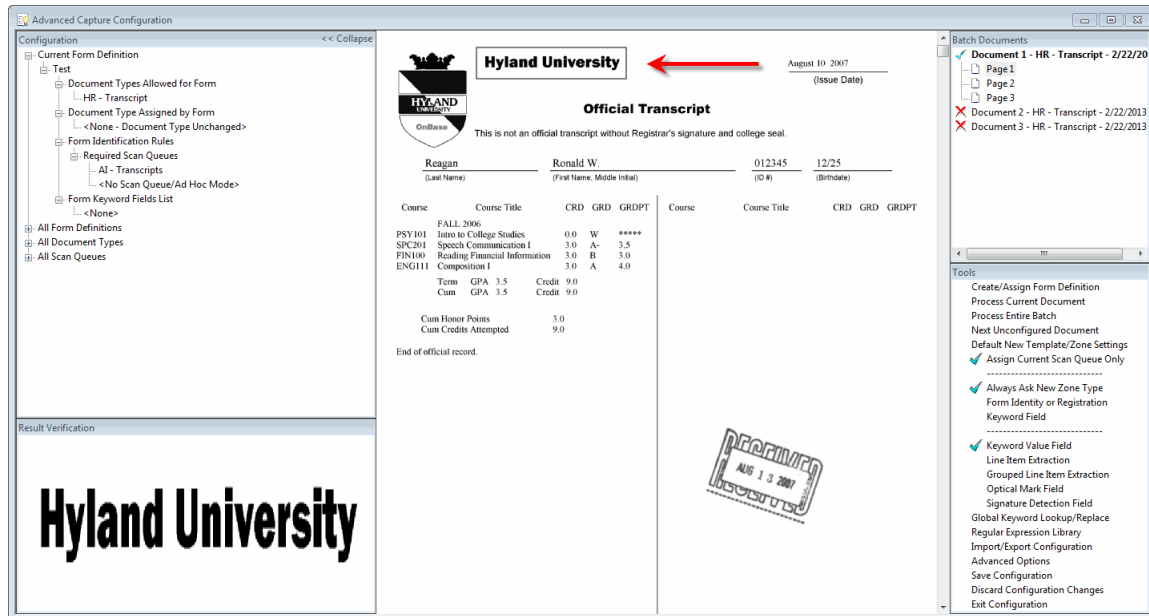 Advanced Capture Configuration
Configuration << Collapse
Current Form Definition
Test
Document Types Allowed for Form
HR - Transcript
Document Type Assigned by Form
<None - Document Type Unchanged>
Form Identification Rules
Required Scan Queues
AI - Transcripts
<No Scan Queue/Ad Hoc Mode>
Form Keyword Fields List
<None>
All Form Definitions
All Document Types
All Scan Queues
Result Verification
Hyland University
Hyland University
August 10 2007
(Issue Date)
HYLAND
UNIVERSITY
OnBase
Official Transcript
This is not an official transcript without Registrar's signature and college seal.
Reagan Ronald W. 012345 12/25
(Last Name) (First Name, Middle Initial) (ID #) (Birthdate)
Course Course Title CRD GRD GRDPT Course Course Title CRD GRD GRDPT
FALL 2006
PSY101 Intro to College Studies 0.0 W *****
SPC201 Speech Communication I 3.0 A- 3.5
FIN100 Reading Financial Information 3.0 B 3.0
ENG111 Composition I 3.0 A 4.0
Term GPA 3.5 Credit 9.0
Cum GPA 3.5 Credit 9.0
Cum Honor Points 3.0
Cum Credits Attempted 9.0
End of official record.
RECEIVED
AUG 13 2007
Batch Documents
Document 1 - HR - Transcript - 2/22/20
Page 1
Page 2
Page 3
Document 2 - HR - Transcript - 2/22/2013
Document 3 - HR - Transcript - 2/22/2013
Tools
Create/Assign Form Definition
Process Current Document
Process Entire Batch
Next Unconfigured Document
Default New Template/Zone Settings
Assign Current Scan Queue Only
----------------------------
Always Ask New Zone Type
Form Identity or Registration
Keyword Field
----------------------------
Keyword Value Field
Line Item Extraction
Grouped Line Item Extraction
Optical Mark Field
Signature Detection Field
Global Keyword Lookup/Replace
Regular Expression Library
Import/Export Configuration
Advanced Options
Save Configuration
Discard Configuration Changes
Exit Configuration